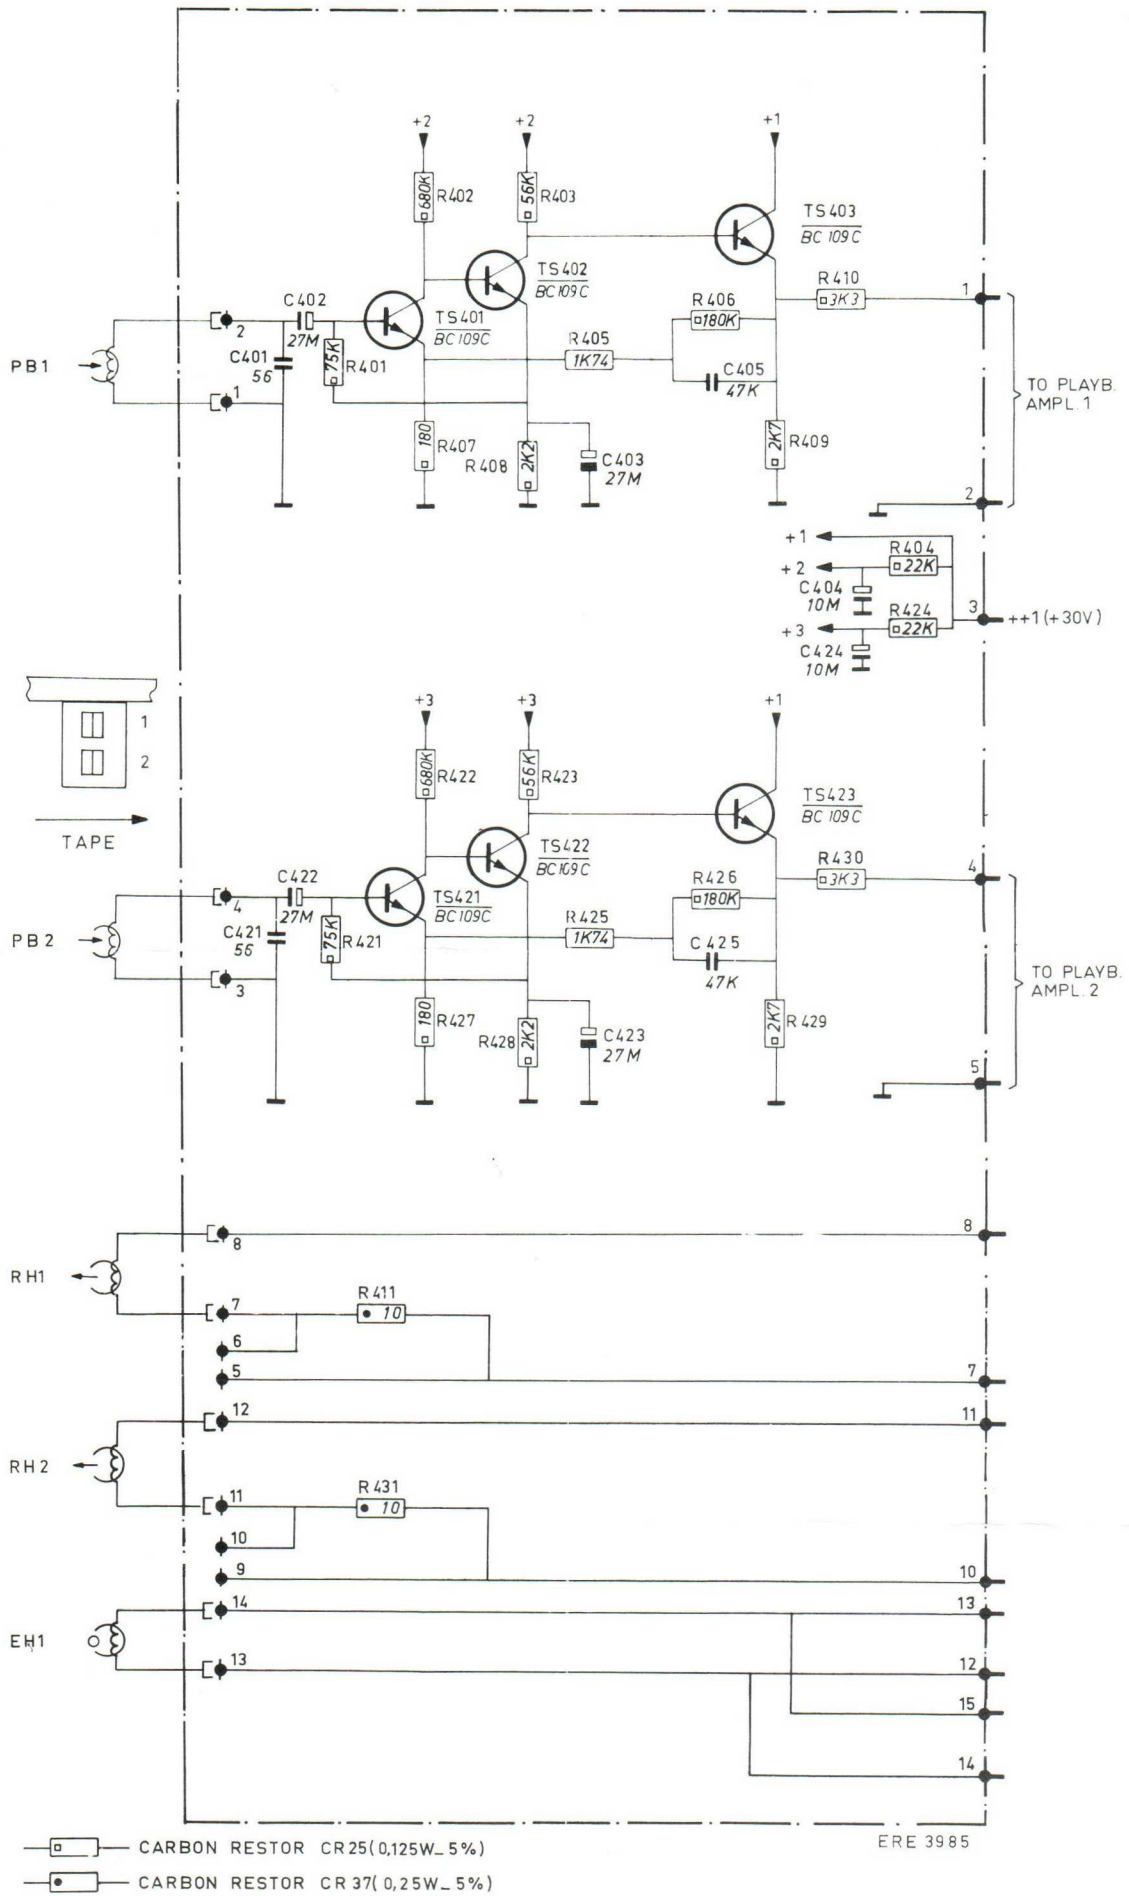 +2 +2 +1
680K R402 56K R403
TS403
BC109C
TS402
BC109C
R410
3K3 1
C402
27M
2
TS401
BC109C
R406
180K
R405
1K74
PB1
C401
56
75K R401
C405
47K
1
TO PLAYB.
AMPL.1
180 R407
R408 2K2
C403
27M
2K7 R409
2
+1
R404
22K
+2
C404
10M
3
++1(+30V)
R424
22K
+3
C424
10M
1
2
TAPE
+3 +3 +1
680K R422 56K R423
TS423
BC109C
TS422
BC109C
R430
3K3 4
C422
27M
4
TS421
BC109C
R426
180K
R425
1K74
PB2
C421
56
75K R421
C425
47K
3
TO PLAYB.
AMPL.2
180 R427
R428 2K2
C423
27M
2K7 R429
5
8 8
RH1
7
R411
10
6
5 7
12 11
RH2
11
R431
10
10
9 10
14 13
EH1
13 12
15
14
CARBON RESTOR CR25(0,125W_5%)
ERE 3985
CARBON RESTOR CR37(0,25W_5%)